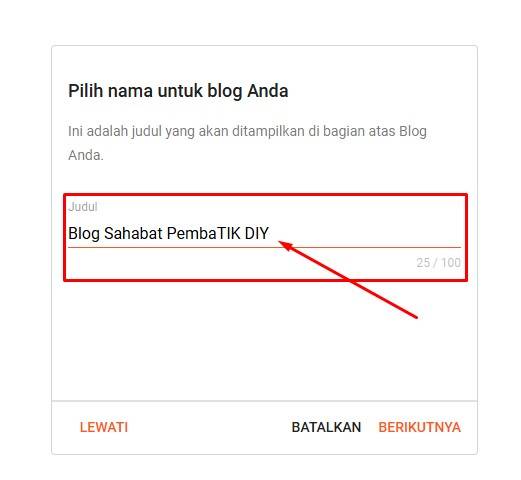 Pilih nama untuk blog Anda
Ini adalah judul yang akan ditampilkan di bagian atas Blog
Anda.
Judul
Blog Sahabat PembaTIK DIY
25 / 100
LEWATI BATALKAN BERIKUTNYA